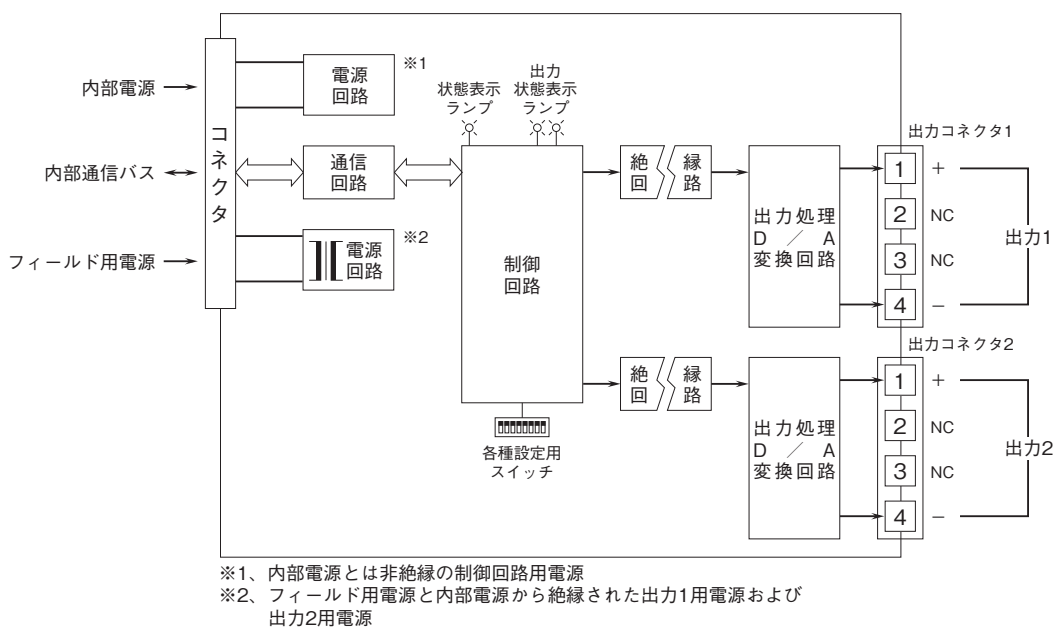 内部電源
内部通信バス
フィールド用電源
コネクタ
電源
回路
※1
通信
回路
電源
回路
※2
状態表示
ランプ
出力
状態表示
ランプ
制御
回路
各種設定用
スイッチ
絶 縁
回 路
出力処理
D / A
変換回路
出力コネクタ1
1 +
2 NC
3 NC
4 −
出力1
絶 縁
回 路
出力処理
D / A
変換回路
出力コネクタ2
1 +
2 NC
3 NC
4 −
出力2
※1、内部電源とは非絶縁の制御回路用電源
※2、フィールド用電源と内部電源から絶縁された出力1用電源および
出力2用電源